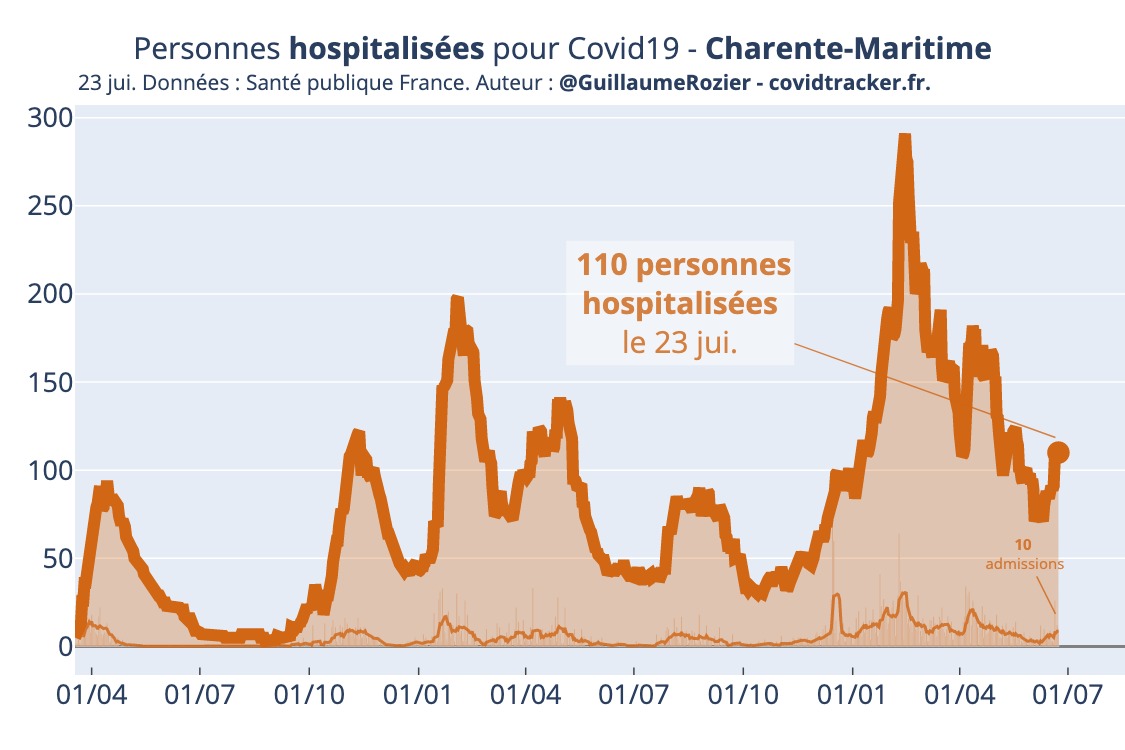 Personnes hospitalisées pour Covid19 - Charente-Maritime
23 jui. Données : Santé publique France. Auteur : @GuillaumeRozier - covidtracker.fr.
300
250
200
150
100
50
0
110 personnes
hospitalisées
le 23 jui.
10
admissions
01/04 01/07 01/10 01/01 01/04 01/07 01/10 01/01 01/04 01/07